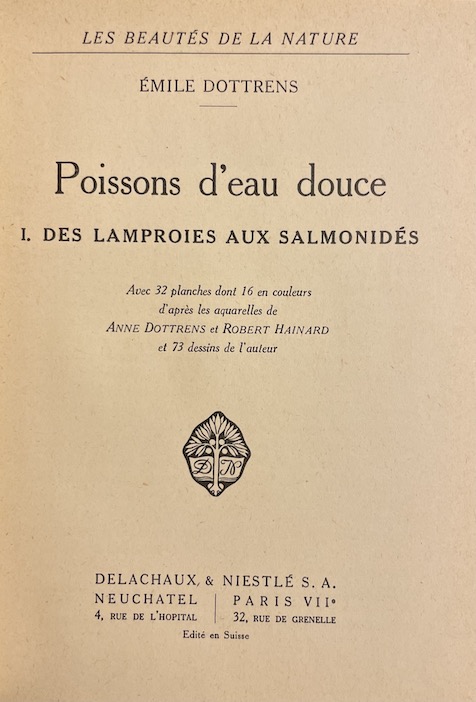 LES BEAUTÉS DE LA NATURE
ÉMILE DOTTRENS
Poissons d'eau douce
I. DES LAMPROIES AUX SALMONIDÉS
Avec 32 planches dont 16 en couleurs
d'après les aquarelles de
ANNE DOTTRENS et ROBERT HAINARD
et 73 dessins de l'auteur
D N
DELACHAUX & NIESTLÉ S. A.
NEUCHATEL | PARIS VIIe
4, RUE DE L'HOPITAL | 32, RUE DE GRENELLE
Edité en Suisse